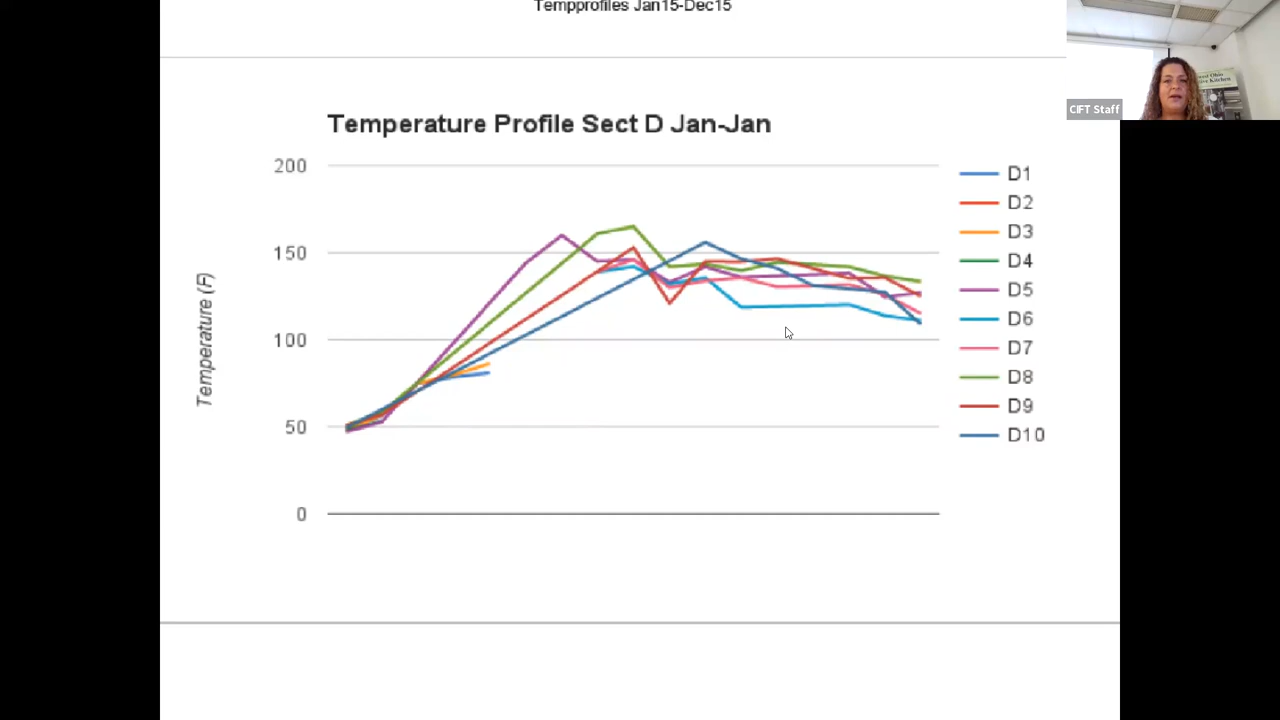 Tempprofiles Jan15-Dec15
CIFT Staff
Temperature Profile Sect D Jan-Jan
Temperature (F)
200
150
100
50
0
D1
D2
D3
D4
D5
D6
D7
D8
D9
D10